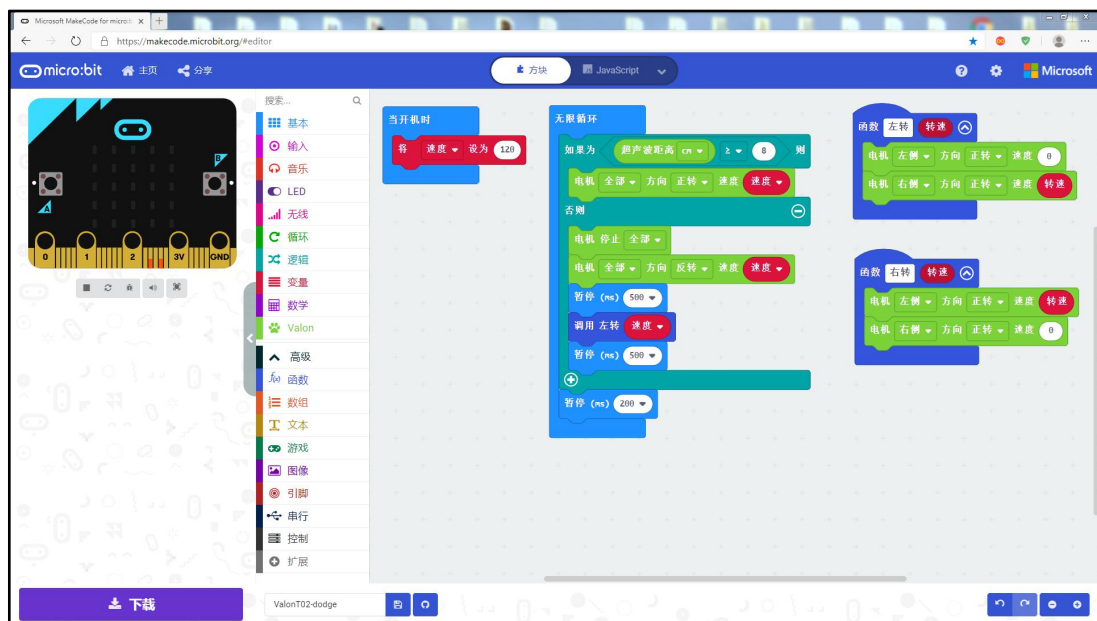 Microsoft MakeCode for micro:b
https://makecode.microbit.org/#editor
micro:bit 主页 分享 方块 JavaScript Microsoft
搜索...
基本
输入
音乐
LED
无线
循环
逻辑
变量
数学
Valon
高级
函数
数组
文本
游戏
图像
引脚
串行
控制
扩展
A
B
0 1 2 3V GND
当开机时
将 速度 设为 120
无限循环
如果为 超声波距离 cm ≥ 8 则
电机 全部 方向 正转 速度 速度
否则
电机 停止 全部
电机 全部 方向 反转 速度 速度
暂停 (ms) 500
调用 左转 速度
暂停 (ms) 500
暂停 (ms) 200
函数 左转 转速
电机 左侧 方向 正转 速度 0
电机 右侧 方向 正转 速度 转速
函数 右转 转速
电机 左侧 方向 正转 速度 转速
电机 右侧 方向 正转 速度 0
下载
ValonT02-dodge